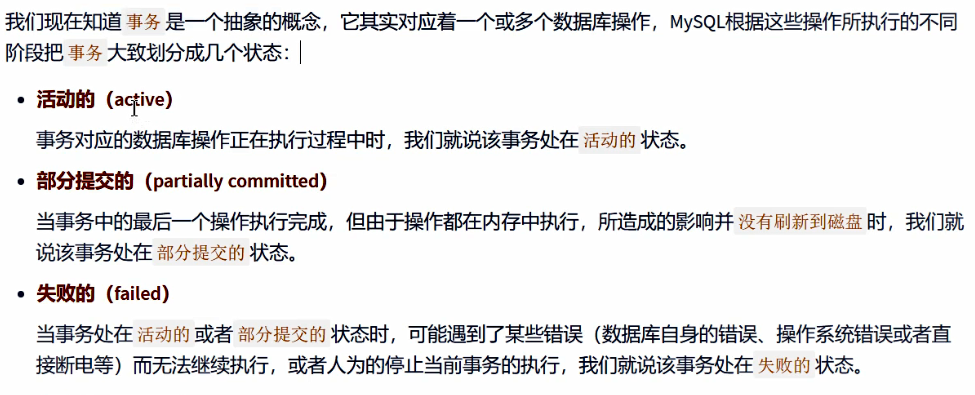 我们现在知道 事务 是一个抽象的概念，它其实对应着一个或多个数据库操作，MySQL根据这些操作所执行的不同
阶段把 事务 大致划分成几个状态：
• 活动的（active）
事务对应的数据库操作正在执行过程中时，我们就说该事务处在 活动的 状态。
• 部分提交的（partially committed）
当事务中的最后一个操作执行完成，但由于操作都在内存中执行，所造成的影响并 没有刷新到磁盘 时，我们就
说该事务处在 部分提交的 状态。
• 失败的（failed）
当事务处在 活动的 或者 部分提交的 状态时，可能遇到了某些错误（数据库自身的错误、操作系统错误或者直
接断电等）而无法继续执行，或者人为的停止当前事务的执行，我们就说该事务处在 失败的 状态。